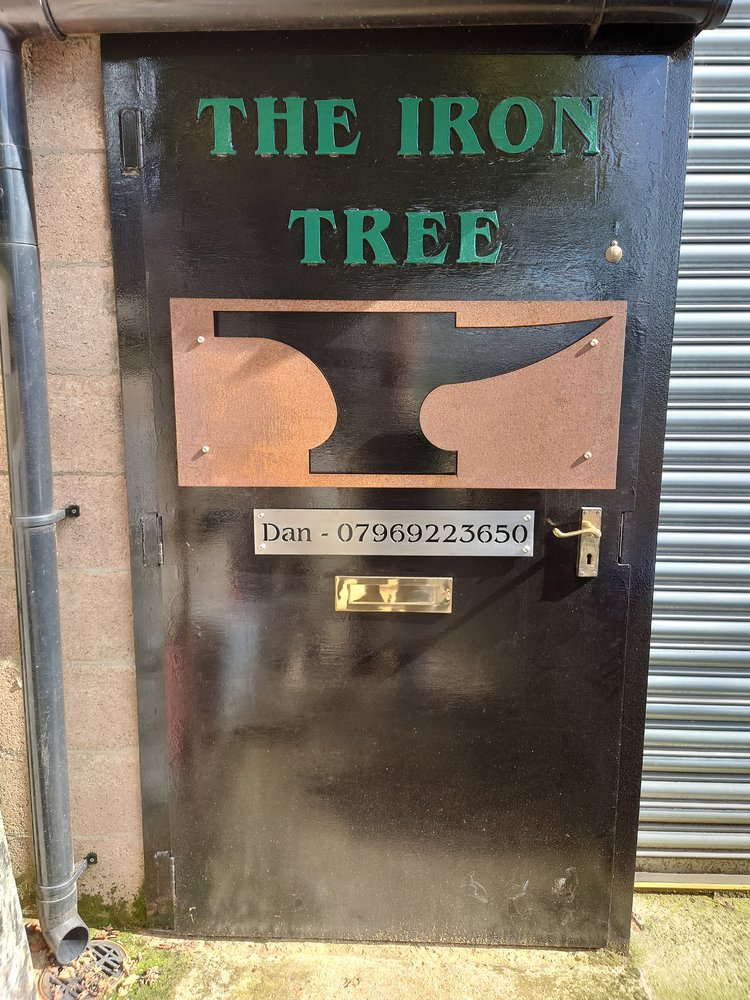 THE IRON
TREE
Dan - 07969223650